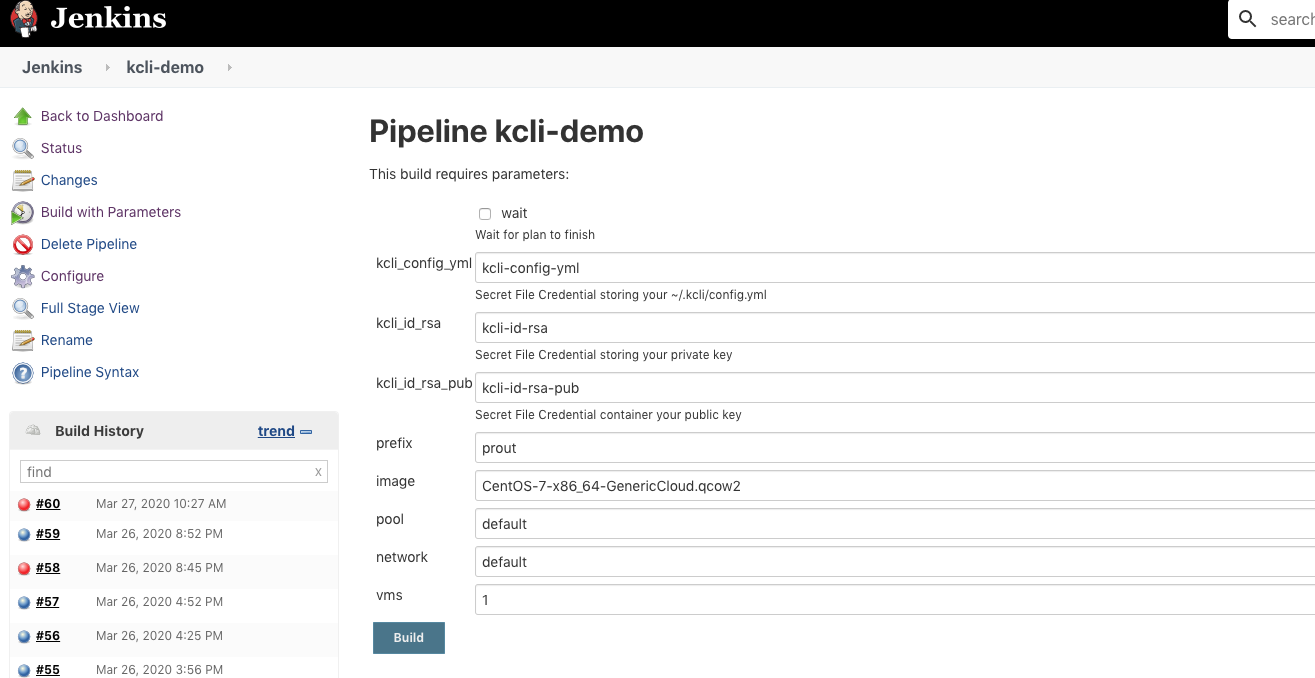 Jenkins
search
Jenkins
kcli-demo
Back to Dashboard
Status
Changes
Build with Parameters
Delete Pipeline
Configure
Full Stage View
Rename
Pipeline Syntax
Build History
trend
find
x
#60 Mar 27, 2020 10:27 AM
#59 Mar 26, 2020 8:52 PM
#58 Mar 26, 2020 8:45 PM
#57 Mar 26, 2020 4:52 PM
#56 Mar 26, 2020 4:25 PM
#55 Mar 26, 2020 3:56 PM
Pipeline kcli-demo
This build requires parameters:
wait
Wait for plan to finish
kcli_config_yml kcli-config-yml
Secret File Credential storing your ~/.kcli/config.yml
kcli_id_rsa kcli-id-rsa
Secret File Credential storing your private key
kcli_id_rsa_pub kcli-id-rsa-pub
Secret File Credential container your public key
prefix prout
image CentOS-7-x86_64-GenericCloud.qcow2
pool default
network default
vms 1
Build